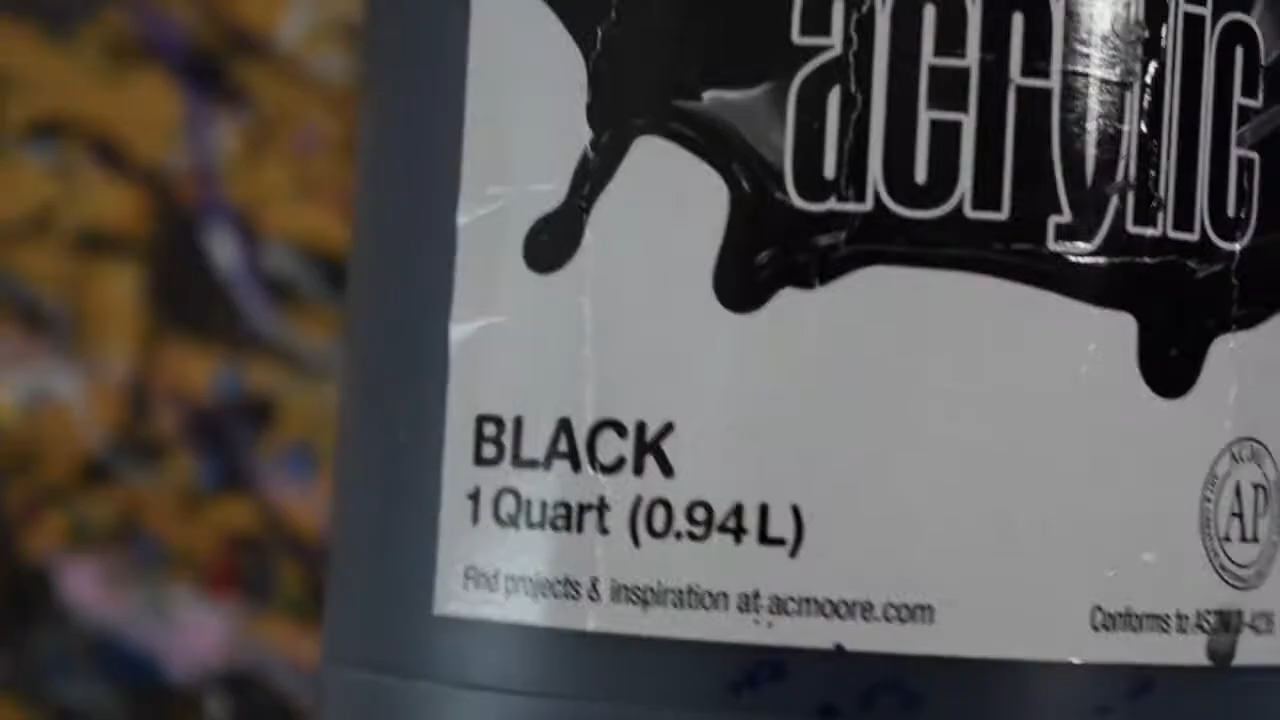 acrylic
BLACK
1 Quart (0.94 L)
Find projects & inspiration at acmoore.com
AP
Conforms to